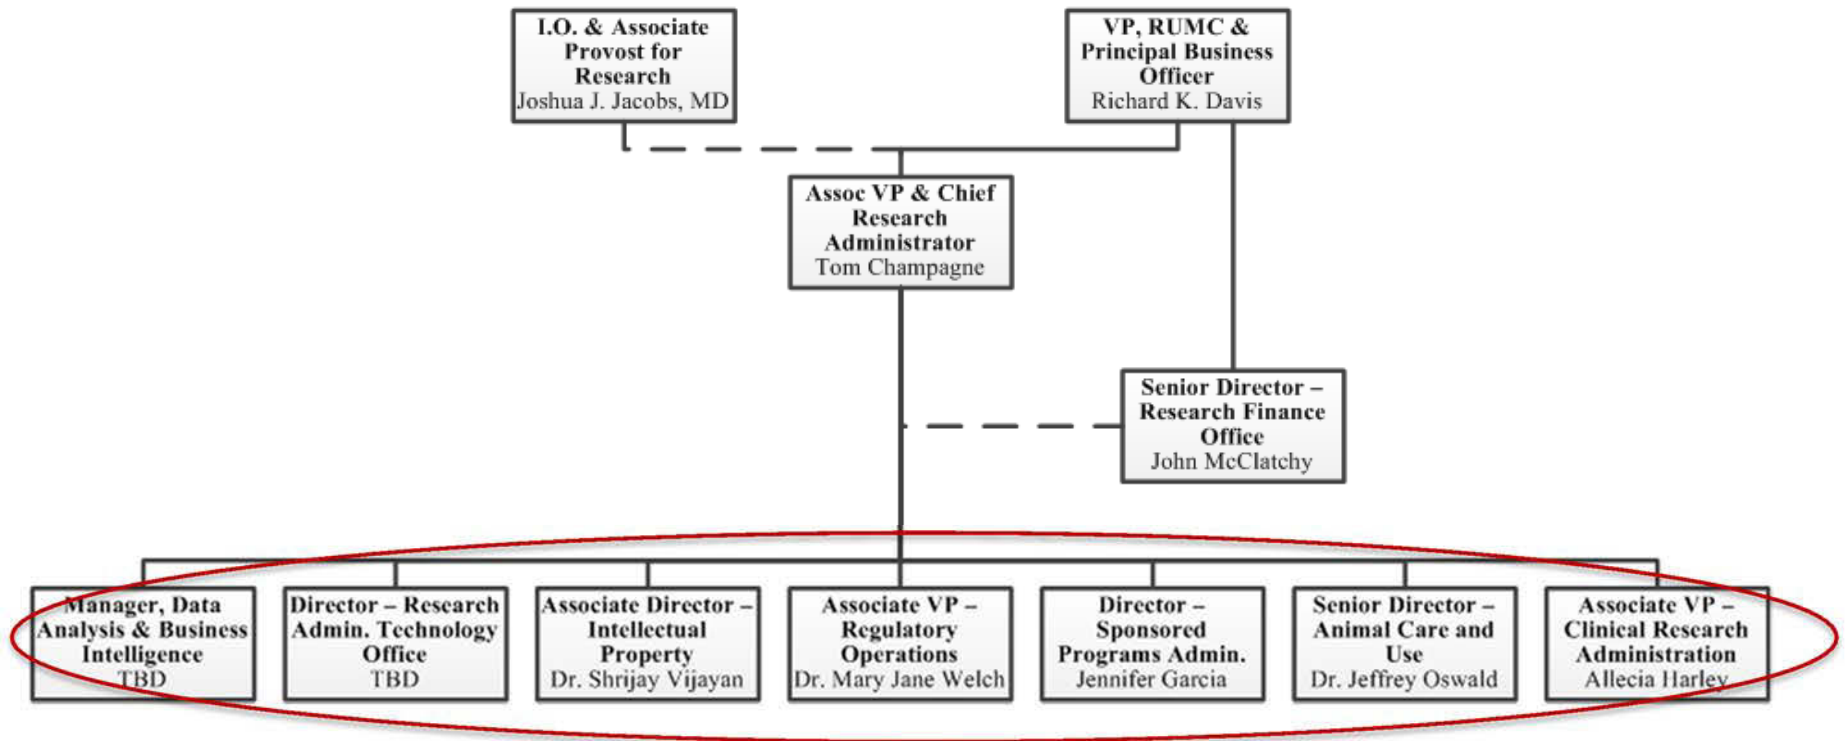 I.O. & Associate
Provost for
Research
Joshua J. Jacobs, MD
VP, RUMC &
Principal Business
Officer
Richard K. Davis
Assoc VP & Chief
Research
Administrator
Tom Champagne
Senior Director –
Research Finance
Office
John McClatchy
Manager, Data
Analysis & Business
Intelligence
TBD
Director – Research
Admin. Technology
Office
TBD
Associate Director –
Intellectual
Property
Dr. Shrijay Vijayan
Associate VP –
Regulatory
Operations
Dr. Mary Jane Welch
Director –
Sponsored
Programs Admin.
Jennifer Garcia
Senior Director –
Animal Care and
Use
Dr. Jeffrey Oswald
Associate VP –
Clinical Research
Administration
Allecia Harley